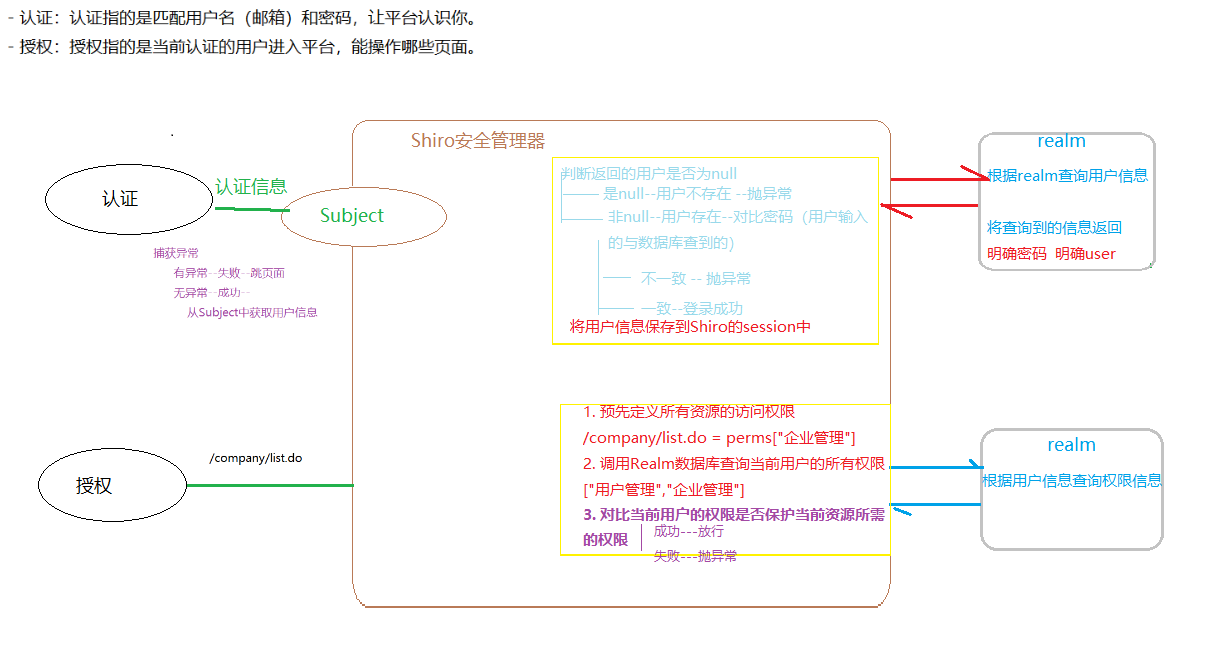 - 认证：认证指的是匹配用户名（邮箱）和密码，让平台认识你。
- 授权：授权指的是当前认证的用户进入平台，能操作哪些页面。
Shiro安全管理器
认证
认证信息
Subject
捕获异常
有异常--失败--跳页面
无异常--成功--
从Subject中获取用户信息
判断返回的用户是否为null
是null--用户不存在 --抛异常
非null--用户存在--对比密码（用户输入
的与数据库查到的）
不一致 -- 抛异常
一致--登录成功
将用户信息保存到Shiro的session中
realm
根据realm查询用户信息
将查询到的信息返回
明确密码 明确user
授权
/company/list.do
1. 预先定义所有资源的访问权限
/company/list.do = perms["企业管理"]
2. 调用Realm数据库查询当前用户的所有权限
["用户管理","企业管理"]
3. 对比当前用户的权限是否保护当前资源所需
的权限
成功---放行
失败---抛异常
realm
根据用户信息查询权限信息